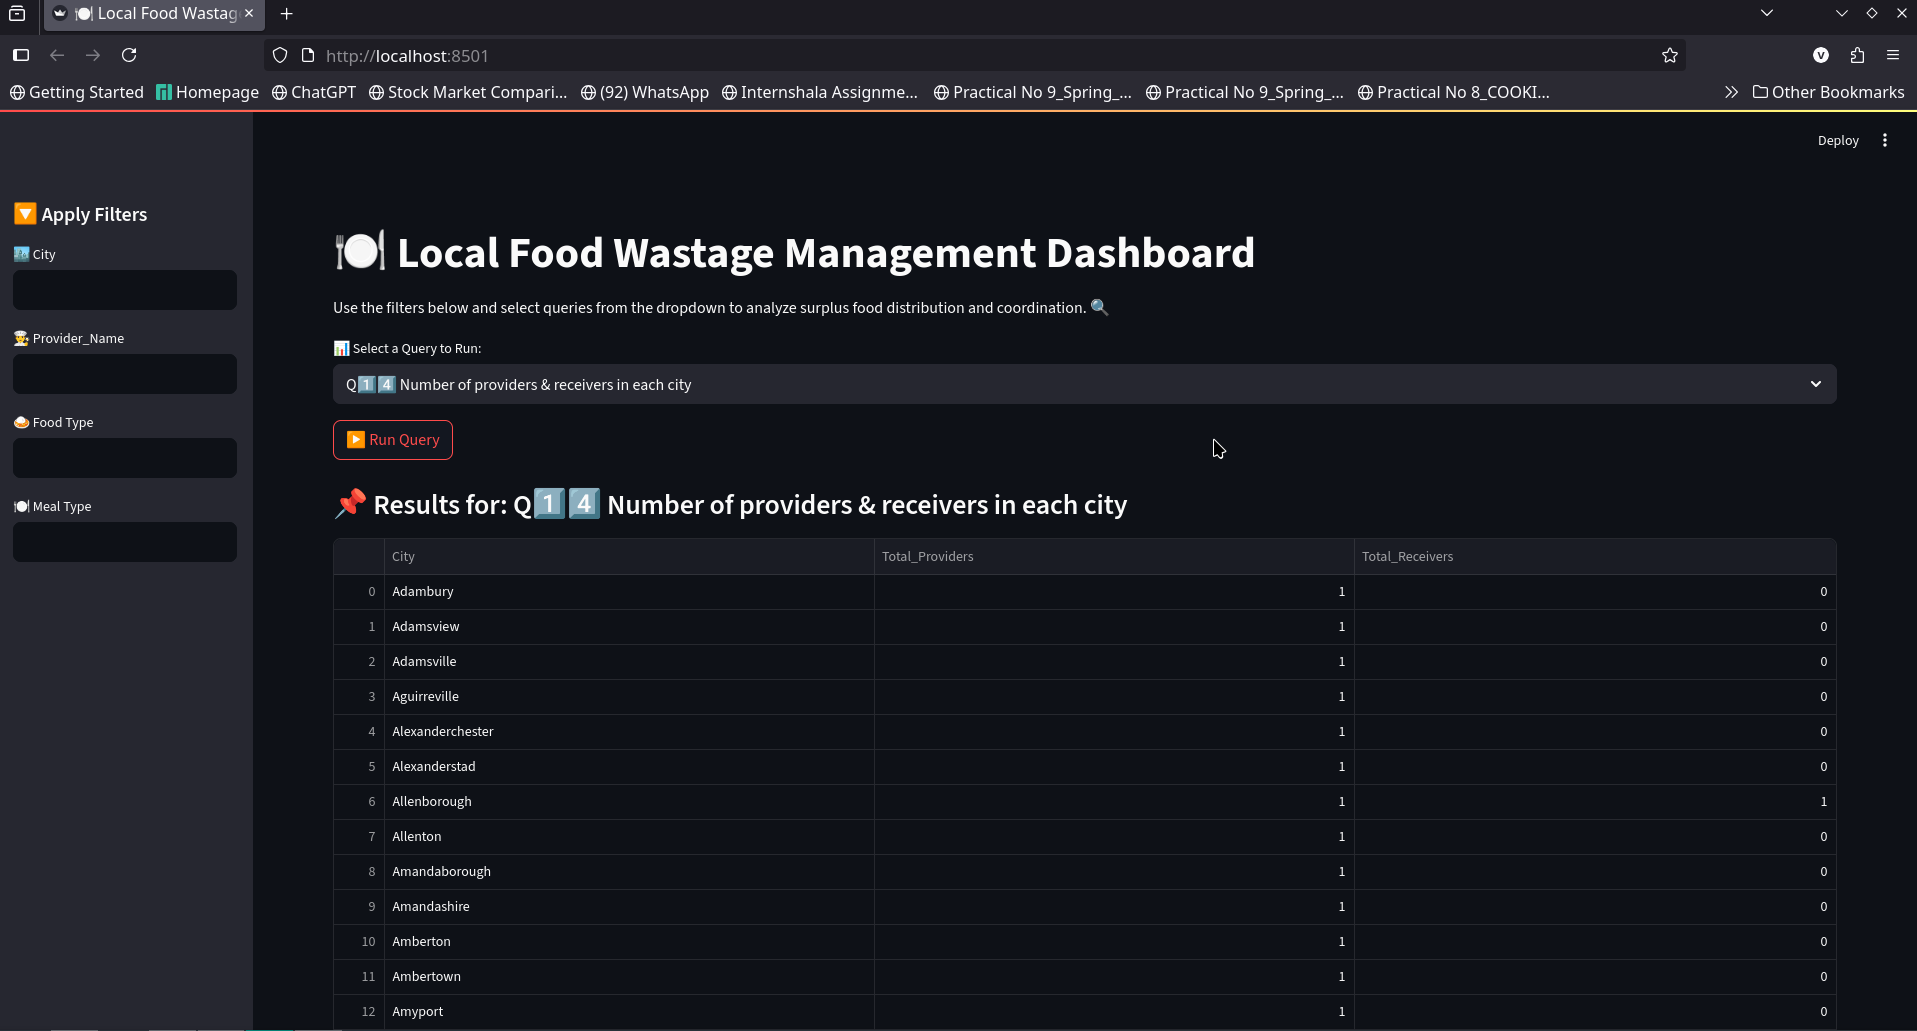 🍽️ Local Food Wastag
http://localhost:8501
Getting Started Homepage ChatGPT Stock Market Compari... (92) WhatsApp Internshala Assignme... Practical No 9_Spring_... Practical No 9_Spring_... Practical No 8_COOKI... Other Bookmarks
V
Deploy
🔽 Apply Filters
🏙️ City
👨‍🍳 Provider_Name
🍛 Food Type
🍽️ Meal Type
🍽️ Local Food Wastage Management Dashboard
Use the filters below and select queries from the dropdown to analyze surplus food distribution and coordination. 🔍
📊 Select a Query to Run:
Q1️⃣4️⃣ Number of providers & receivers in each city
▶️ Run Query
📌 Results for: Q1️⃣4️⃣ Number of providers & receivers in each city
City Total_Providers Total_Receivers
0 Adambury 1 0
1 Adamsview 1 0
2 Adamsville 1 0
3 Aguirreville 1 0
4 Alexanderchester 1 0
5 Alexanderstad 1 0
6 Allenborough 1 1
7 Allenton 1 0
8 Amandaborough 1 0
9 Amandashire 1 0
10 Amberton 1 0
11 Ambertown 1 0
12 Amyport 1 0